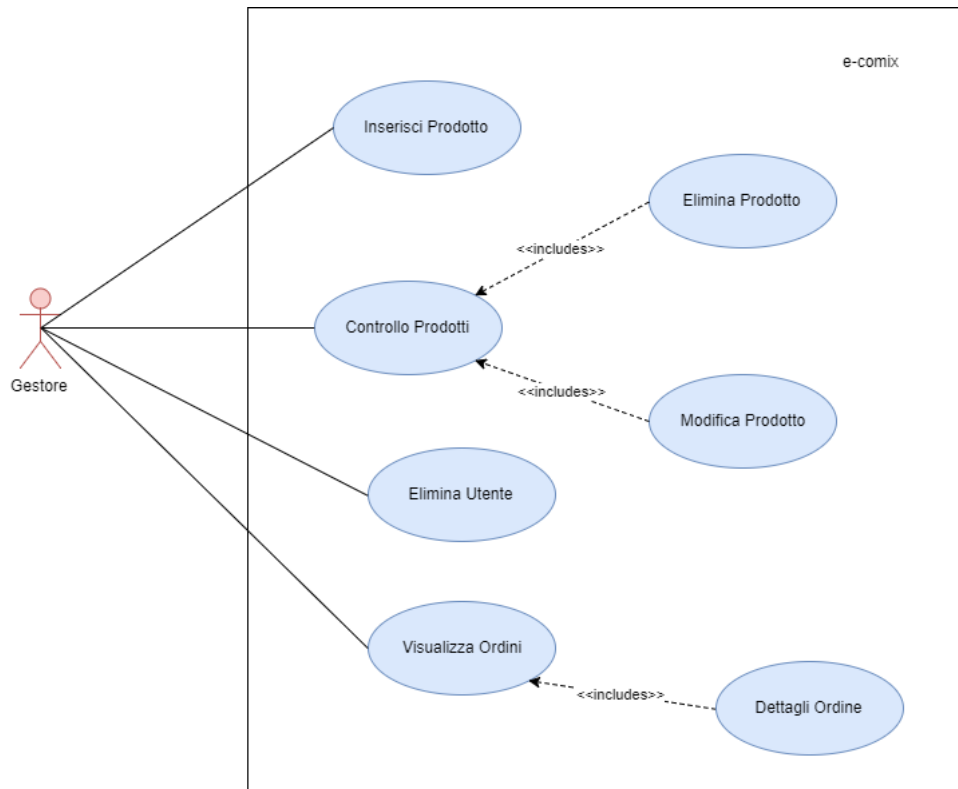 e-comix
Inserisci Prodotto
Elimina Prodotto
<<includes>>
Controllo Prodotti
Gestore
<<includes>>
Modifica Prodotto
Elimina Utente
Visualizza Ordini
<<includes>>
Dettagli Ordine